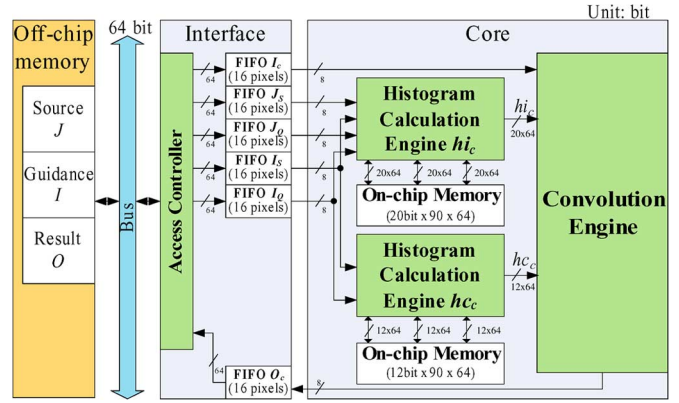 Unit: bit
Off-chip
memory
64 bit
Interface
Core
Source
J
Guidance
I
Result
O
Bus
Access Controller
FIFO Ic
(16 pixels)
64
8
FIFO JS
(16 pixels)
64
8
FIFO JQ
(16 pixels)
64
8
FIFO IS
(16 pixels)
64
8
FIFO IQ
(16 pixels)
64
8
Histogram
Calculation
Engine hic
hic
20x64
20x64 20x64 20x64
On-chip Memory
(20bit x 90 x 64)
Histogram
Calculation
Engine hcc
hcc
12x64
12x64 12x64 12x64
On-chip Memory
(12bit x 90 x 64)
Convolution
Engine
FIFO Oc
(16 pixels)
64
8